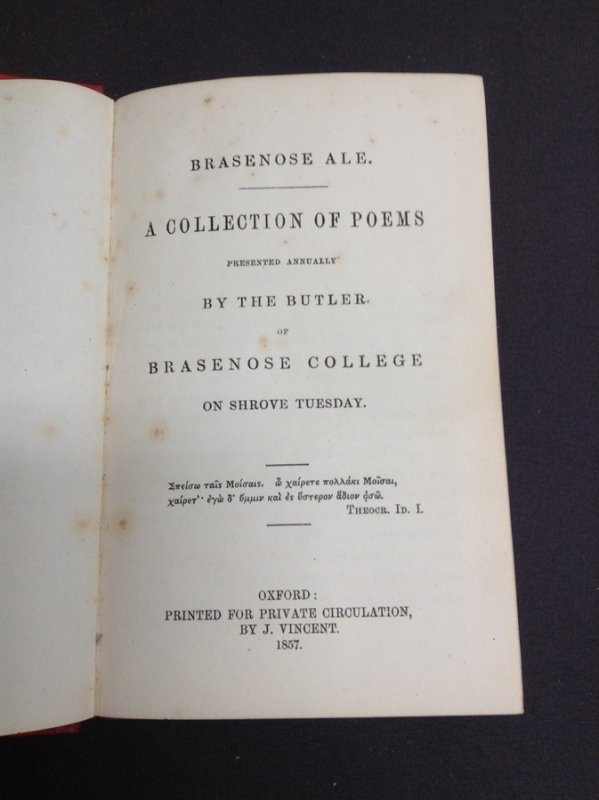 BRASENOSE ALE.
A COLLECTION OF POEMS
PRESENTED ANNUALLY
BY THE BUTLER
OF
BRASENOSE COLLEGE
ON SHROVE TUESDAY.
Σπείσω ταῖς Μοίσαις. ὦ χαίρετε πολλάκι Μοῖσαι,
χαίρετ'· ἐγὼ δ' ὔμμιν καὶ ἐς ὕστερον ἅδιον ᾀσῶ.
THEOCR. ID. I.
OXFORD:
PRINTED FOR PRIVATE CIRCULATION,
BY J. VINCENT.
1857.